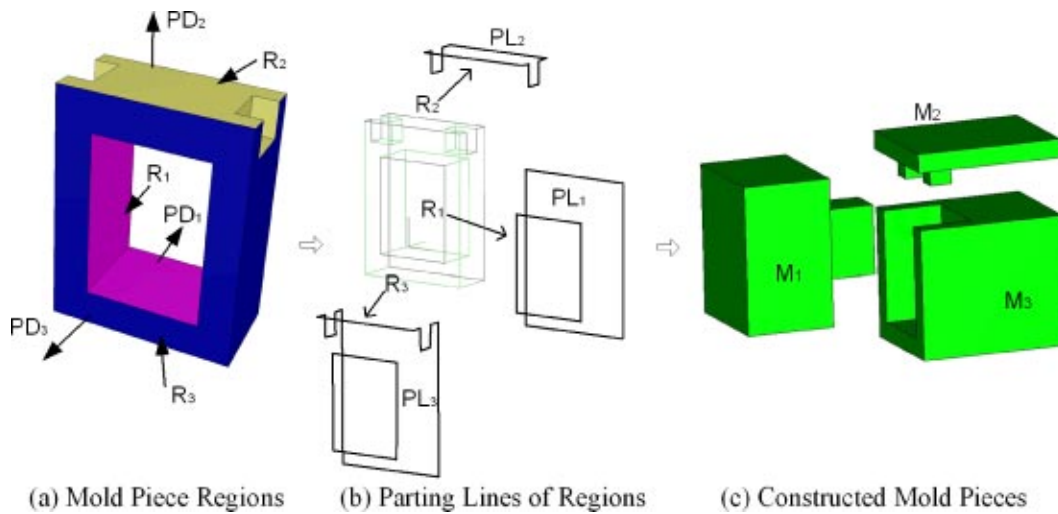 PD2
R2
R1
PD1
PD3
R3
PL2
R2
R1
PL1
R3
PL3
M2
M1
M3
(a) Mold Piece Regions
(b) Parting Lines of Regions
(c) Constructed Mold Pieces